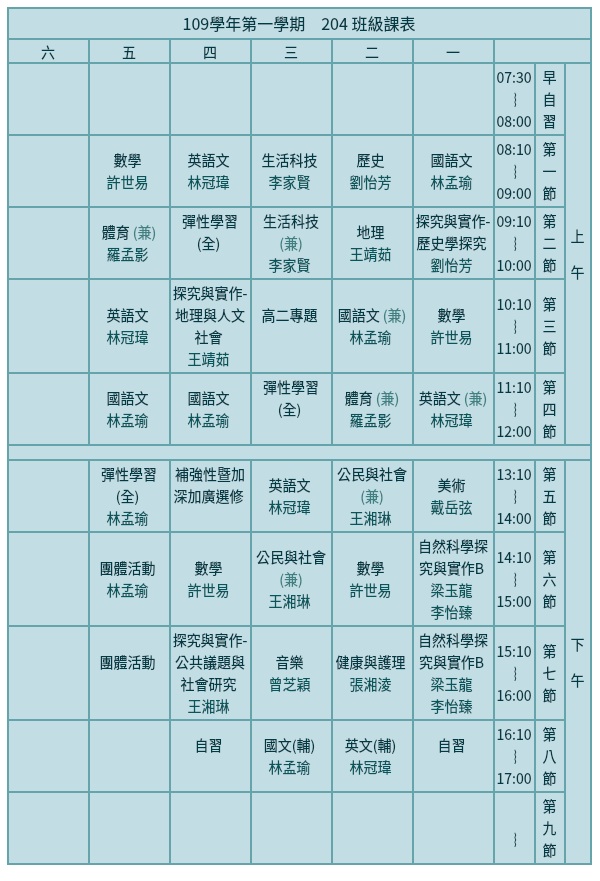 109學年第一學期 204 班級課表
六 五 四 三 二 一
07:30
︴
08:00
早
自
習
上
午
數學
許世易
英語文
林冠瑋
生活科技
李家賢
歷史
劉怡芳
國語文
林孟瑜
08:10
︴
09:00
第
一
節
體育 (兼)
羅孟影
彈性學習
(全)
生活科技
(兼)
李家賢
地理
王靖茹
探究與實作-
歷史學探究
劉怡芳
09:10
︴
10:00
第
二
節
英語文
林冠瑋
探究與實作-
地理與人文
社會
王靖茹
高二專題
國語文 (兼)
林孟瑜
數學
許世易
10:10
︴
11:00
第
三
節
國語文
林孟瑜
國語文
林孟瑜
彈性學習
(全)
體育 (兼)
羅孟影
英語文 (兼)
林冠瑋
11:10
︴
12:00
第
四
節
彈性學習
(全)
林孟瑜
補強性暨加
深加廣選修
英語文
林冠瑋
公民與社會
(兼)
王湘琳
美術
戴岳弦
13:10
︴
14:00
第
五
節
下
午
團體活動
林孟瑜
數學
許世易
公民與社會
(兼)
王湘琳
數學
許世易
自然科學探
究與實作B
梁玉龍
李怡臻
14:10
︴
15:00
第
六
節
團體活動
探究與實作-
公共議題與
社會研究
王湘琳
音樂
曾芝穎
健康與護理
張湘淩
自然科學探
究與實作B
梁玉龍
李怡臻
15:10
︴
16:00
第
七
節
自習
國文(輔)
林孟瑜
英文(輔)
林冠瑋
自習
16:10
︴
17:00
第
八
節
︴
第
九
節